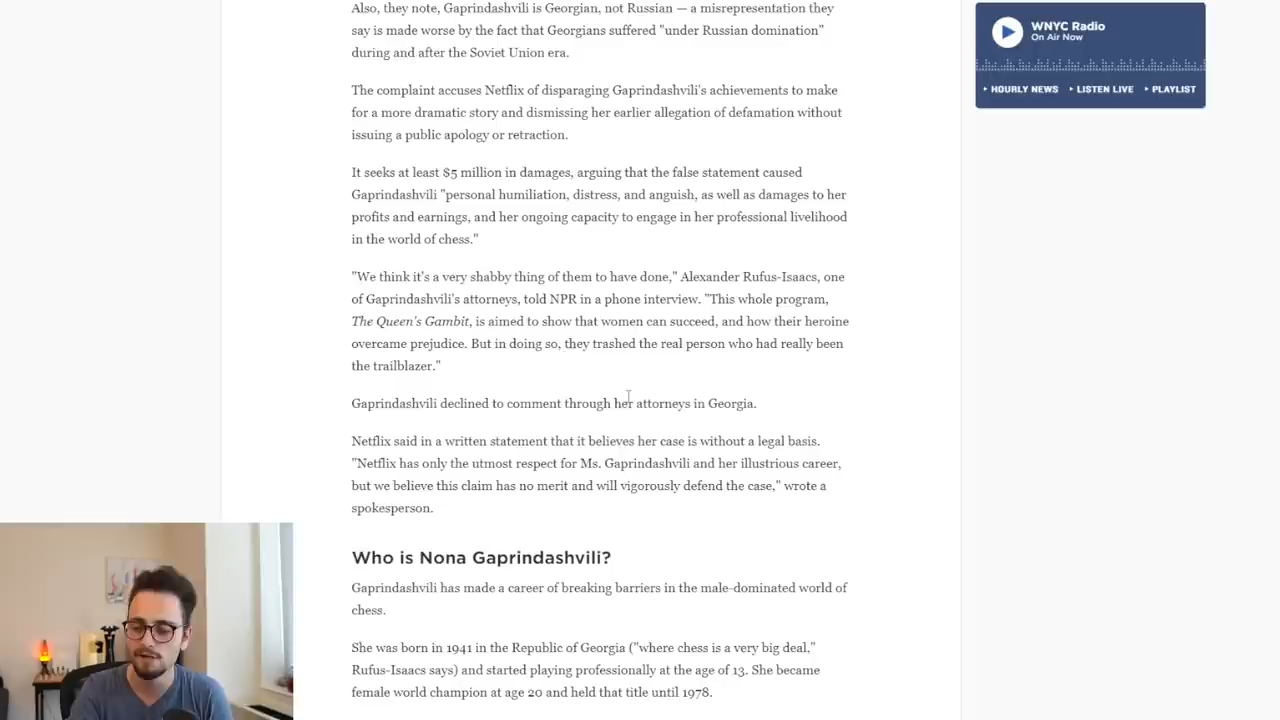 Also, they note, Gaprindashvili is Georgian, not Russian — a misrepresentation they
say is made worse by the fact that Georgians suffered "under Russian domination"
during and after the Soviet Union era.
The complaint accuses Netflix of disparaging Gaprindashvili's achievements to make
for a more dramatic story and dismissing her earlier allegation of defamation without
issuing a public apology or retraction.
It seeks at least $5 million in damages, arguing that the false statement caused
Gaprindashvili "personal humiliation, distress, and anguish, as well as damages to her
profits and earnings, and her ongoing capacity to engage in her professional livelihood
in the world of chess."
"We think it's a very shabby thing of them to have done," Alexander Rufus-Isaacs, one
of Gaprindashvili's attorneys, told NPR in a phone interview. "This whole program,
The Queen's Gambit, is aimed to show that women can succeed, and how their heroine
overcame prejudice. But in doing so, they trashed the real person who had really been
the trailblazer."
Gaprindashvili declined to comment through her attorneys in Georgia.
Netflix said in a written statement that it believes her case is without a legal basis.
"Netflix has only the utmost respect for Ms. Gaprindashvili and her illustrious career,
but we believe this claim has no merit and will vigorously defend the case," wrote a
spokesperson.
Who is Nona Gaprindashvili?
Gaprindashvili has made a career of breaking barriers in the male-dominated world of
chess.
She was born in 1941 in the Republic of Georgia ("where chess is a very big deal,"
Rufus-Isaacs says) and started playing professionally at the age of 13. She became
female world champion at age 20 and held that title until 1978.
WNYC Radio
On Air Now
HOURLY NEWS LISTEN LIVE PLAYLIST